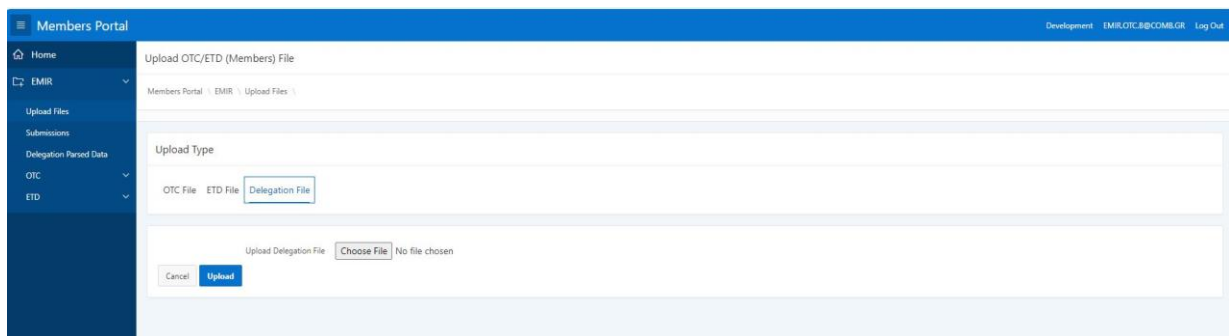 Members Portal
Development EMIR.OTC.B@COMB.GR Log Out
Home
EMIR
Upload Files
Submissions
Delegation Parsed Data
OTC
ETD
Upload OTC/ETD (Members) File
Members Portal \ EMIR \ Upload Files \
Upload Type
OTC File ETD File Delegation File
Upload Delegation File Choose File No file chosen
Cancel Upload